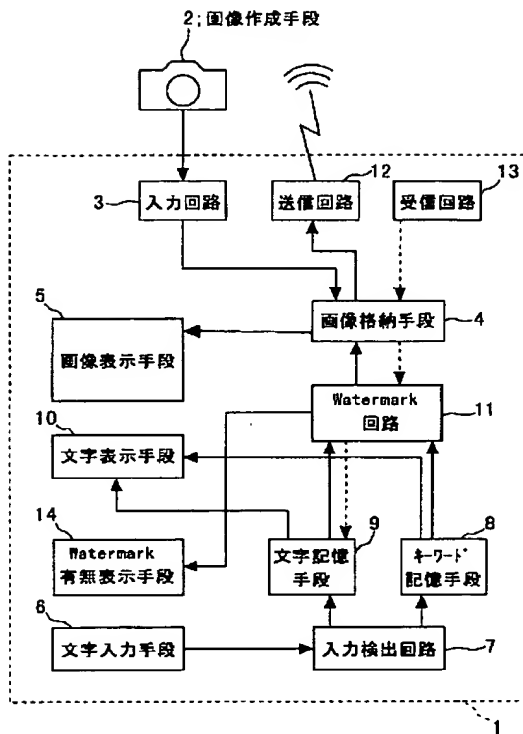 2;画像作成手段
12
13
3
入力回路
送信回路
受信回路
5
画像格納手段
4
画像表示手段
Watermark
回路
11
10
文字表示手段
14
9
8
Watermark
有無表示手段
文字記憶
手段
キーワード
記憶手段
6
文字入力手段
入力検出回路
7
1